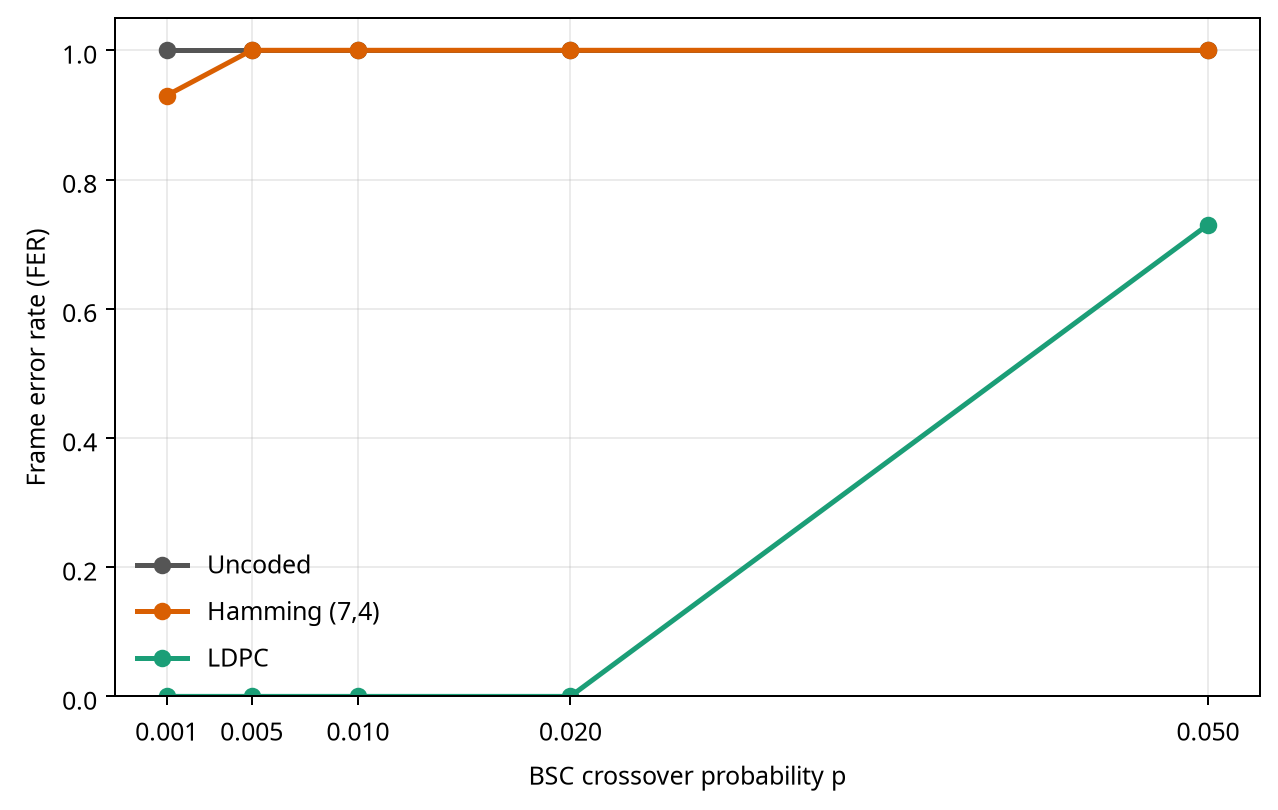 1.0
0.8
0.6
0.4
0.2
0.0
Frame error rate (FER)
Uncoded
Hamming (7,4)
LDPC
0.001 0.005 0.010 0.020 0.050
BSC crossover probability p